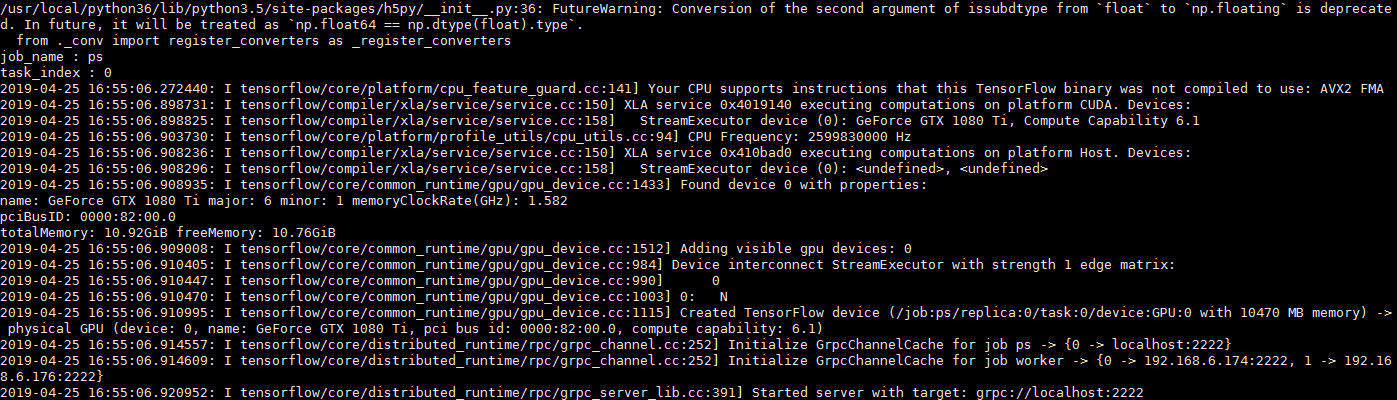 /usr/local/python36/lib/python3.5/site-packages/h5py/__init__.py:36: FutureWarning: Conversion of the second argument of issubdtype from `float` to `np.floating` is deprecate
d. In future, it will be treated as `np.float64 == np.dtype(float).type`.
  from ._conv import register_converters as _register_converters
job_name : ps
task_index : 0
2019-04-25 16:55:06.272440: I tensorflow/core/platform/cpu_feature_guard.cc:141] Your CPU supports instructions that this TensorFlow binary was not compiled to use: AVX2 FMA
2019-04-25 16:55:06.898731: I tensorflow/compiler/xla/service/service.cc:150] XLA service 0x4019140 executing computations on platform CUDA. Devices:
2019-04-25 16:55:06.898825: I tensorflow/compiler/xla/service/service.cc:158]   StreamExecutor device (0): GeForce GTX 1080 Ti, Compute Capability 6.1
2019-04-25 16:55:06.903730: I tensorflow/core/platform/profile_utils/cpu_utils.cc:94] CPU Frequency: 2599830000 Hz
2019-04-25 16:55:06.908236: I tensorflow/compiler/xla/service/service.cc:150] XLA service 0x410bad0 executing computations on platform Host. Devices:
2019-04-25 16:55:06.908296: I tensorflow/compiler/xla/service/service.cc:158]   StreamExecutor device (0): <undefined>, <undefined>
2019-04-25 16:55:06.908935: I tensorflow/core/common_runtime/gpu/gpu_device.cc:1433] Found device 0 with properties:
name: GeForce GTX 1080 Ti major: 6 minor: 1 memoryClockRate(GHz): 1.582
pciBusID: 0000:82:00.0
totalMemory: 10.92GiB freeMemory: 10.76GiB
2019-04-25 16:55:06.909008: I tensorflow/core/common_runtime/gpu/gpu_device.cc:1512] Adding visible gpu devices: 0
2019-04-25 16:55:06.910405: I tensorflow/core/common_runtime/gpu/gpu_device.cc:984] Device interconnect StreamExecutor with strength 1 edge matrix:
2019-04-25 16:55:06.910447: I tensorflow/core/common_runtime/gpu/gpu_device.cc:990]      0
2019-04-25 16:55:06.910470: I tensorflow/core/common_runtime/gpu/gpu_device.cc:1003] 0:   N
2019-04-25 16:55:06.910995: I tensorflow/core/common_runtime/gpu/gpu_device.cc:1115] Created TensorFlow device (/job:ps/replica:0/task:0/device:GPU:0 with 10470 MB memory) ->
 physical GPU (device: 0, name: GeForce GTX 1080 Ti, pci bus id: 0000:82:00.0, compute capability: 6.1)
2019-04-25 16:55:06.914557: I tensorflow/core/distributed_runtime/rpc/grpc_channel.cc:252] Initialize GrpcChannelCache for job ps -> {0 -> localhost:2222}
2019-04-25 16:55:06.914609: I tensorflow/core/distributed_runtime/rpc/grpc_channel.cc:252] Initialize GrpcChannelCache for job worker -> {0 -> 192.168.6.174:2222, 1 -> 192.16
8.6.176:2222}
2019-04-25 16:55:06.920952: I tensorflow/core/distributed_runtime/rpc/grpc_server_lib.cc:391] Started server with target: grpc://localhost:2222